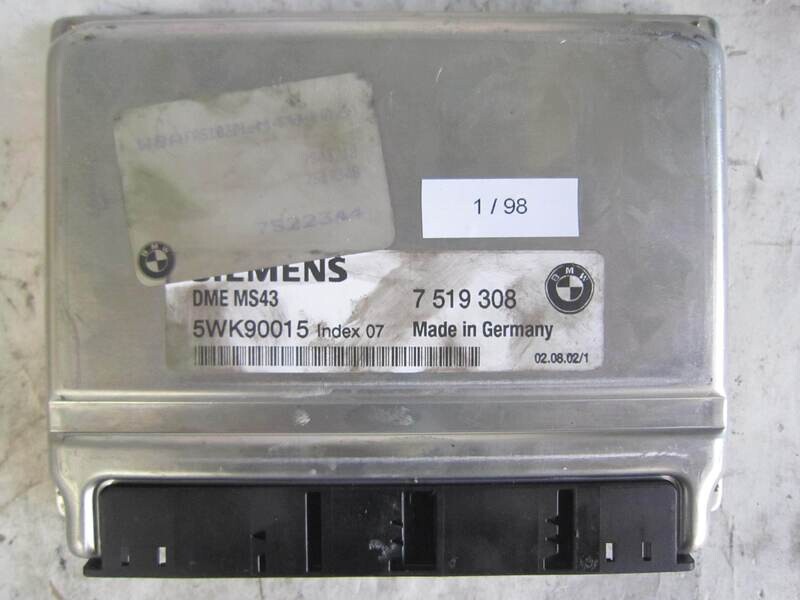 7522344
1 / 98
SIEMENS
DME MS43 7 519 308
BMW
5WK90015 Index 07 Made in Germany
02.08.02/1